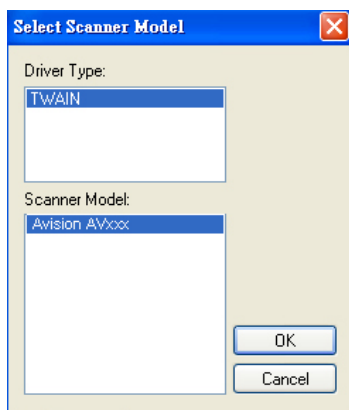 Select Scanner Model
Driver Type:
TWAIN
Scanner Model:
Avision AVxxx
OK
Cancel